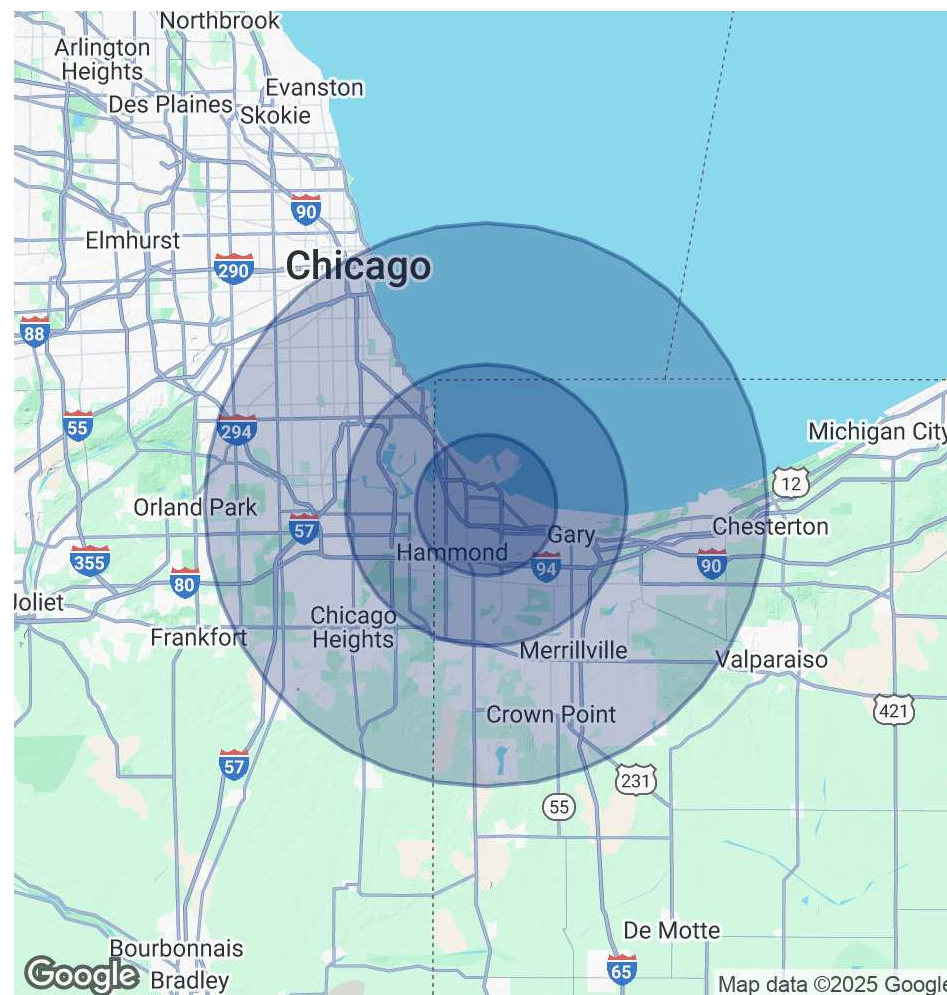 Northbrook
Arlington
Heights
Evanston
Des Plaines
Skokie
90
Elmhurst
Chicago
290
88
55
294
Michigan City
12
Orland Park
57
Chesterton
Gary
Hammond
355
94
90
80
Joliet
Chicago
Heights
Frankfort
Merrillville
Valparaiso
421
Crown Point
57
231
55
De Motte
Bourbonnais
65
Google
Bradley
Map data ©2025 Google